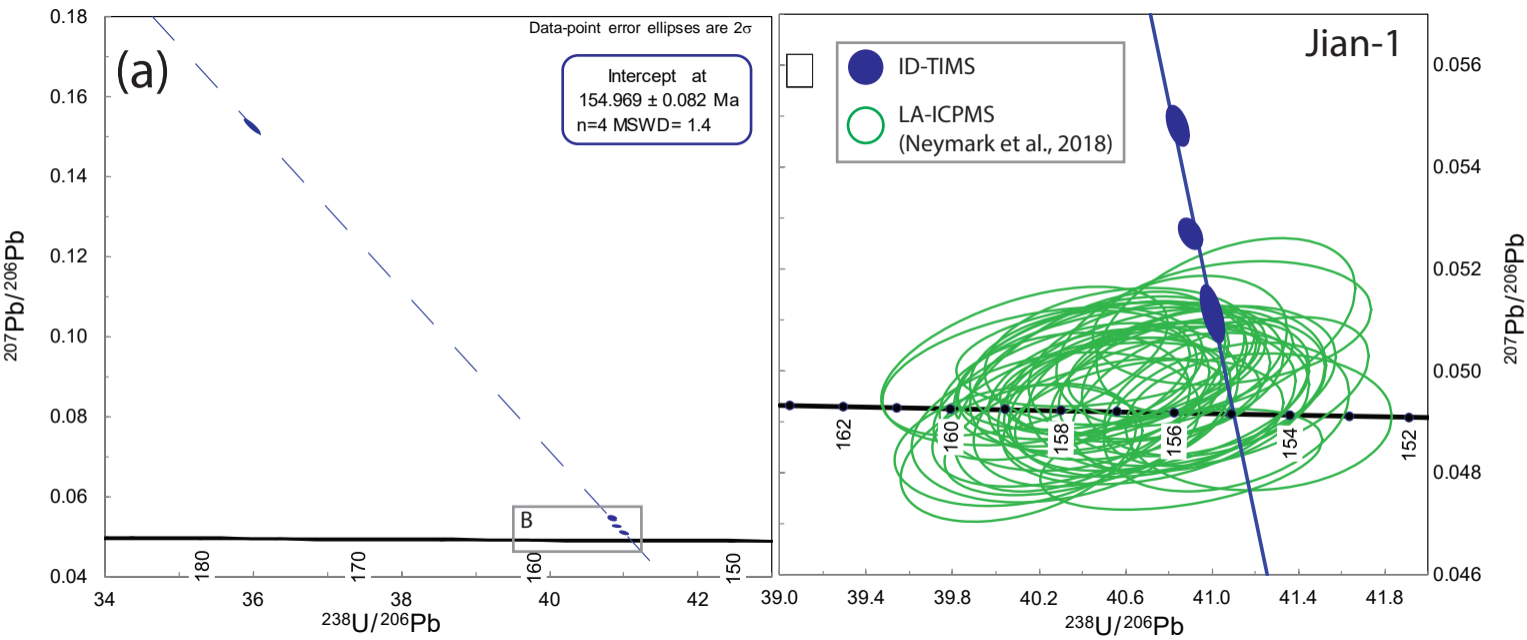 0.18
0.16
0.14
0.12
0.10
0.08
0.06
0.04
207Pb/206Pb
(a)
Data-point error ellipses are 2σ
Intercept at
154.969 ± 0.082 Ma
n=4 MSWD= 1.4
B
180
170
160
150
34
36
38
40
42
238U/206Pb
Jian-1
ID-TIMS
LA-ICPMS
(Neymark et al., 2018)
162
160
158
156
154
152
0.056
0.054
0.052
0.050
0.048
0.046
207Pb/206Pb
39.0
39.4
39.8
40.2
40.6
41.0
41.4
41.8
238U/206Pb